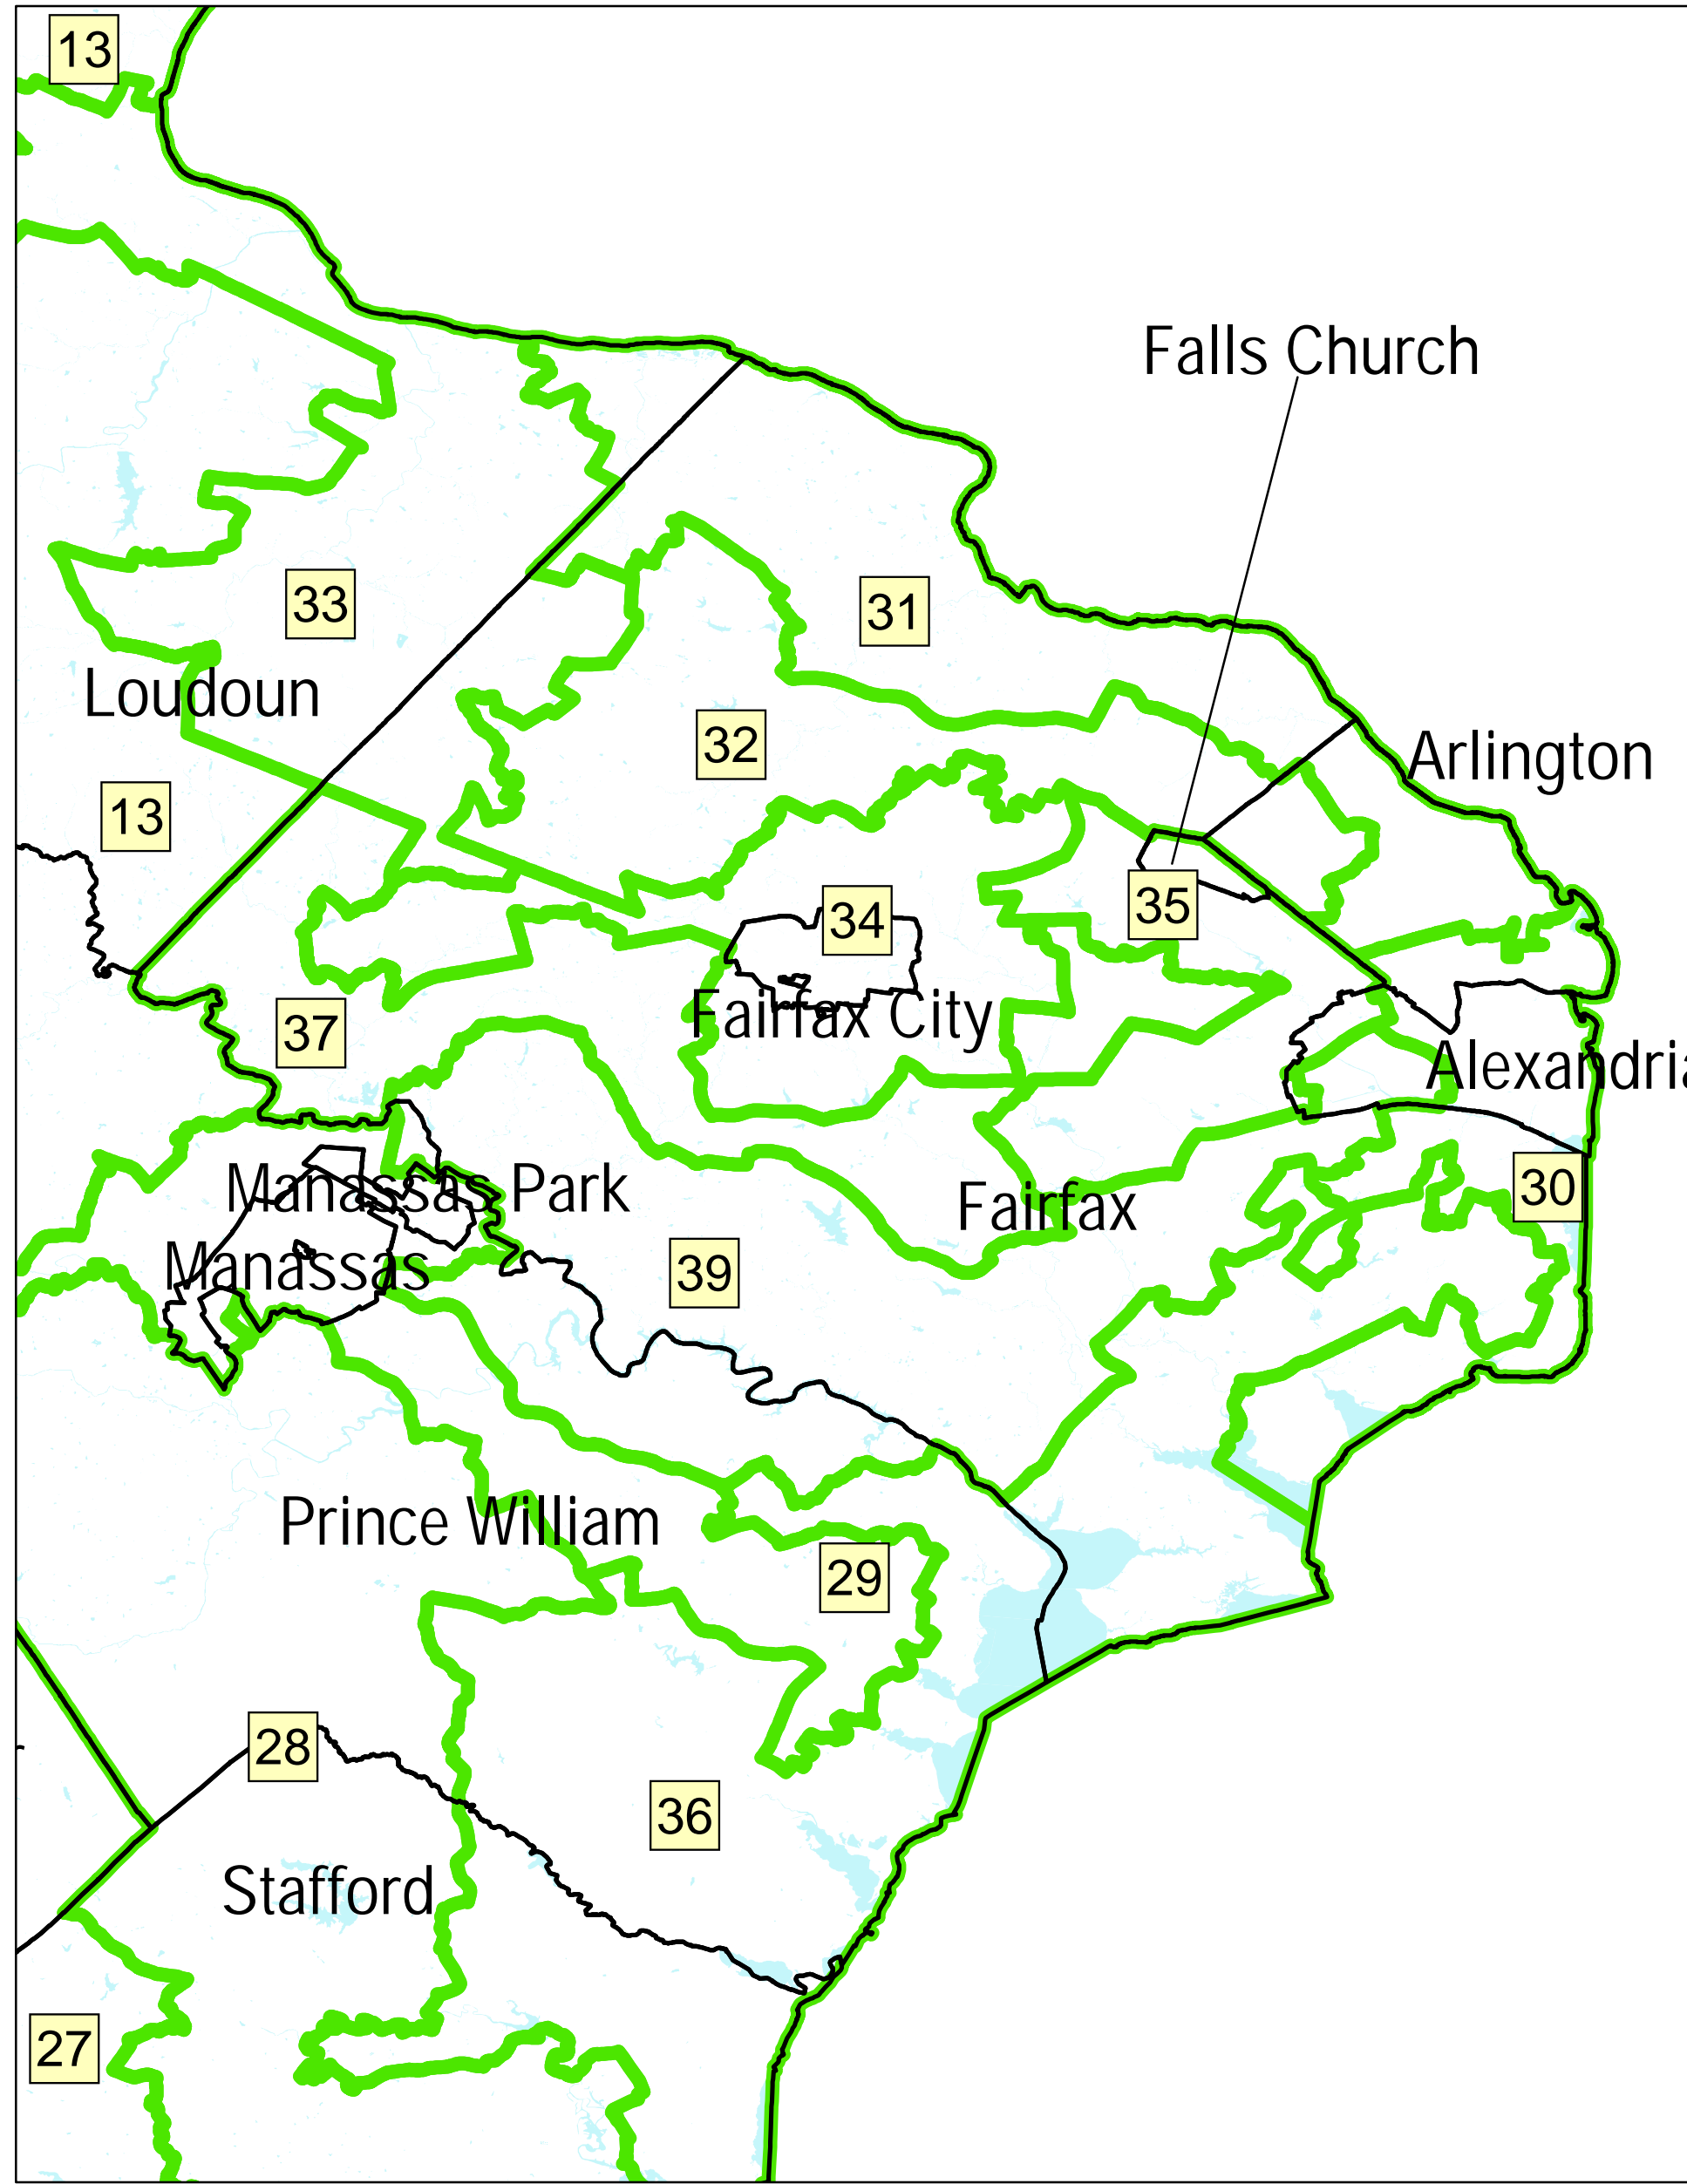 13
Falls Church
33
31
Loudoun
32
Arlington
13
35
34
Fairfax City
37
Alexandria
Manassas Park
30
Fairfax
Manassas
39
Prince William
29
28
36
Stafford
27